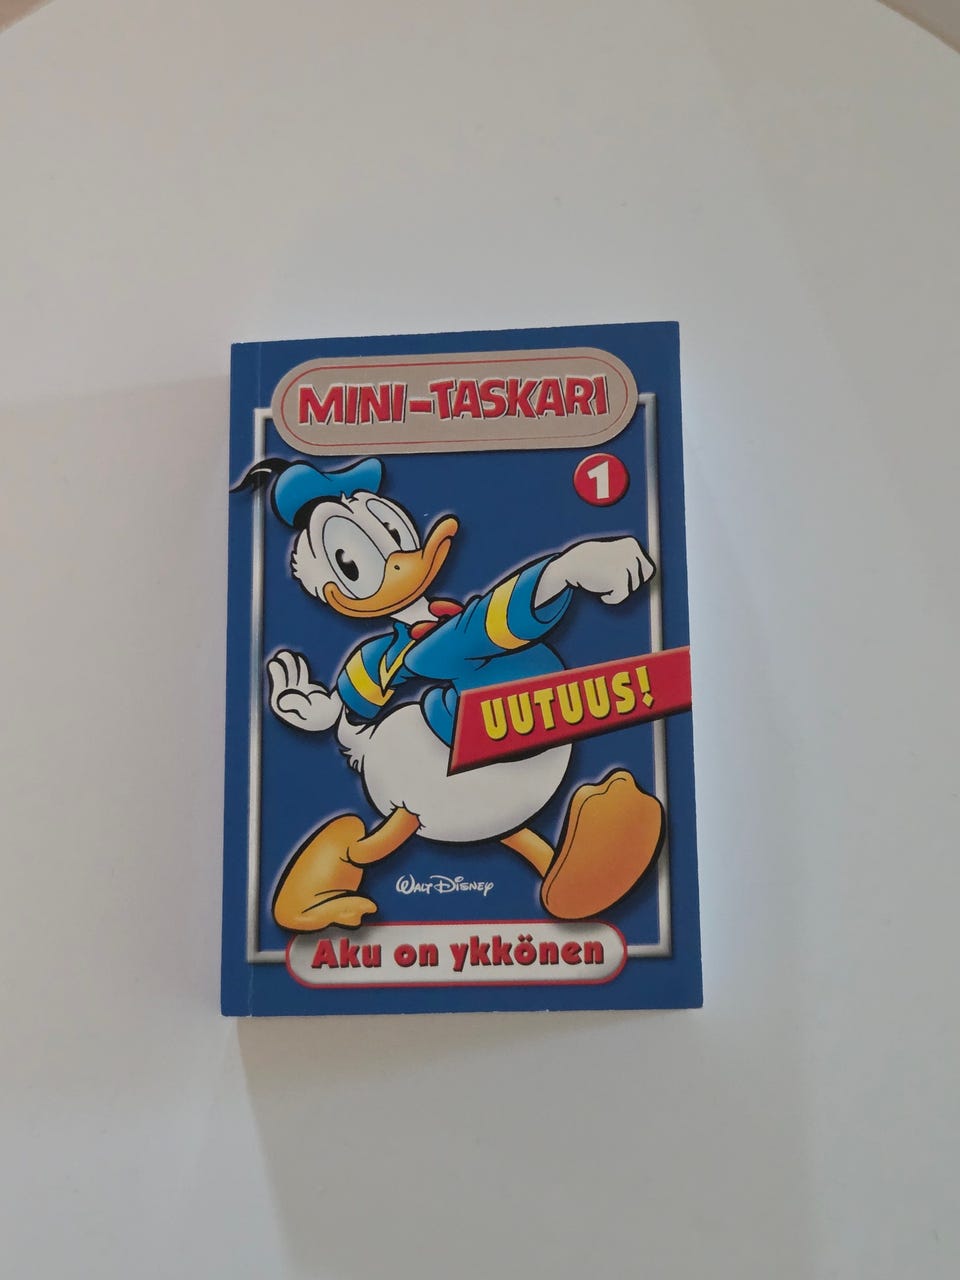 MINI-TASKARI
1
UUTUUS!
Walt Disney
Aku on ykkönen